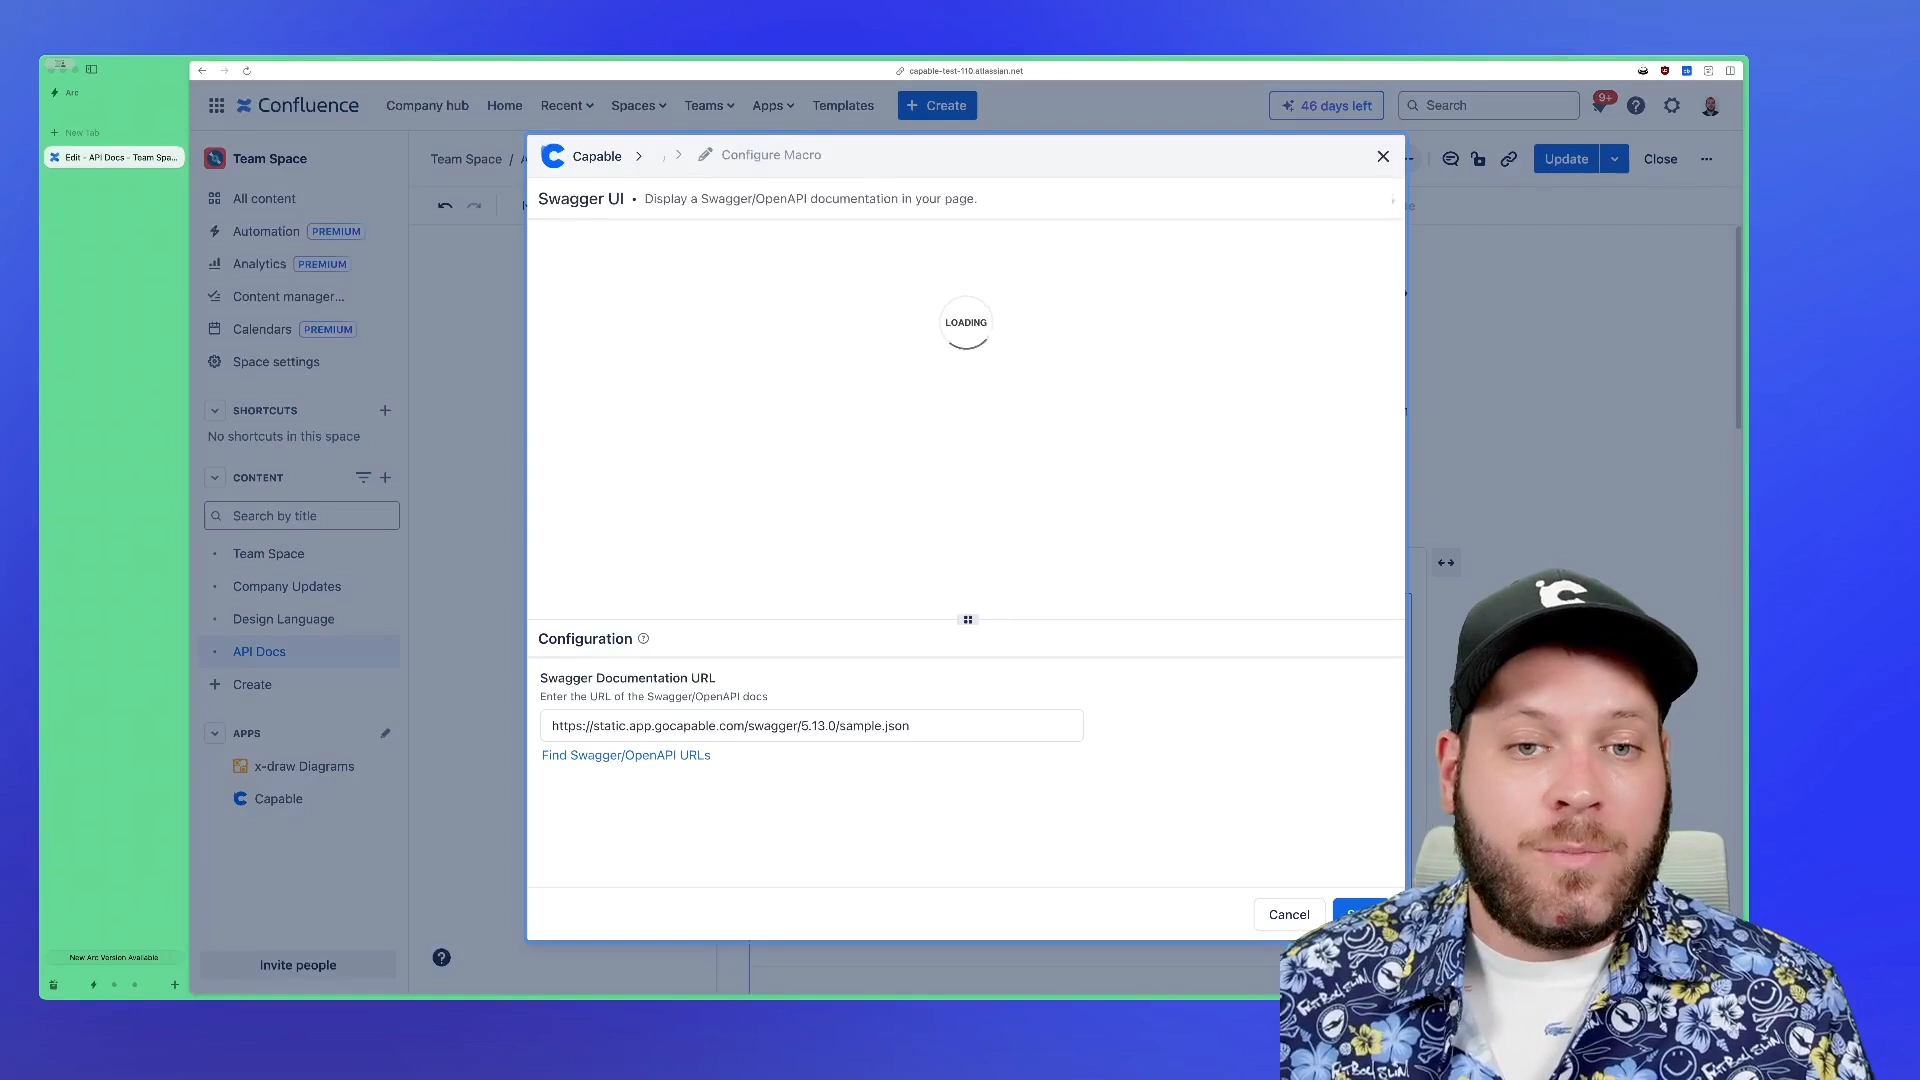 Arc
New Tab
Edit - API Docs - Team Spa...
New Arc Version Available
capable-test-110.atlassian.net
Confluence
Company hub
Home
Recent
Spaces
Teams
Apps
Templates
Create
46 days left
Search
9+
Team Space
All content
Automation PREMIUM
Analytics PREMIUM
Content manager...
Calendars PREMIUM
Space settings
SHORTCUTS
No shortcuts in this space
CONTENT
Search by title
Team Space
Company Updates
Design Language
API Docs
Create
APPS
x-draw Diagrams
Capable
Invite people
Team Space /
Update
Close
Capable
Configure Macro
Swagger UI • Display a Swagger/OpenAPI documentation in your page.
LOADING
Configuration
Swagger Documentation URL
Enter the URL of the Swagger/OpenAPI docs
https://static.app.gocapable.com/swagger/5.13.0/sample.json
Find Swagger/OpenAPI URLs
Cancel